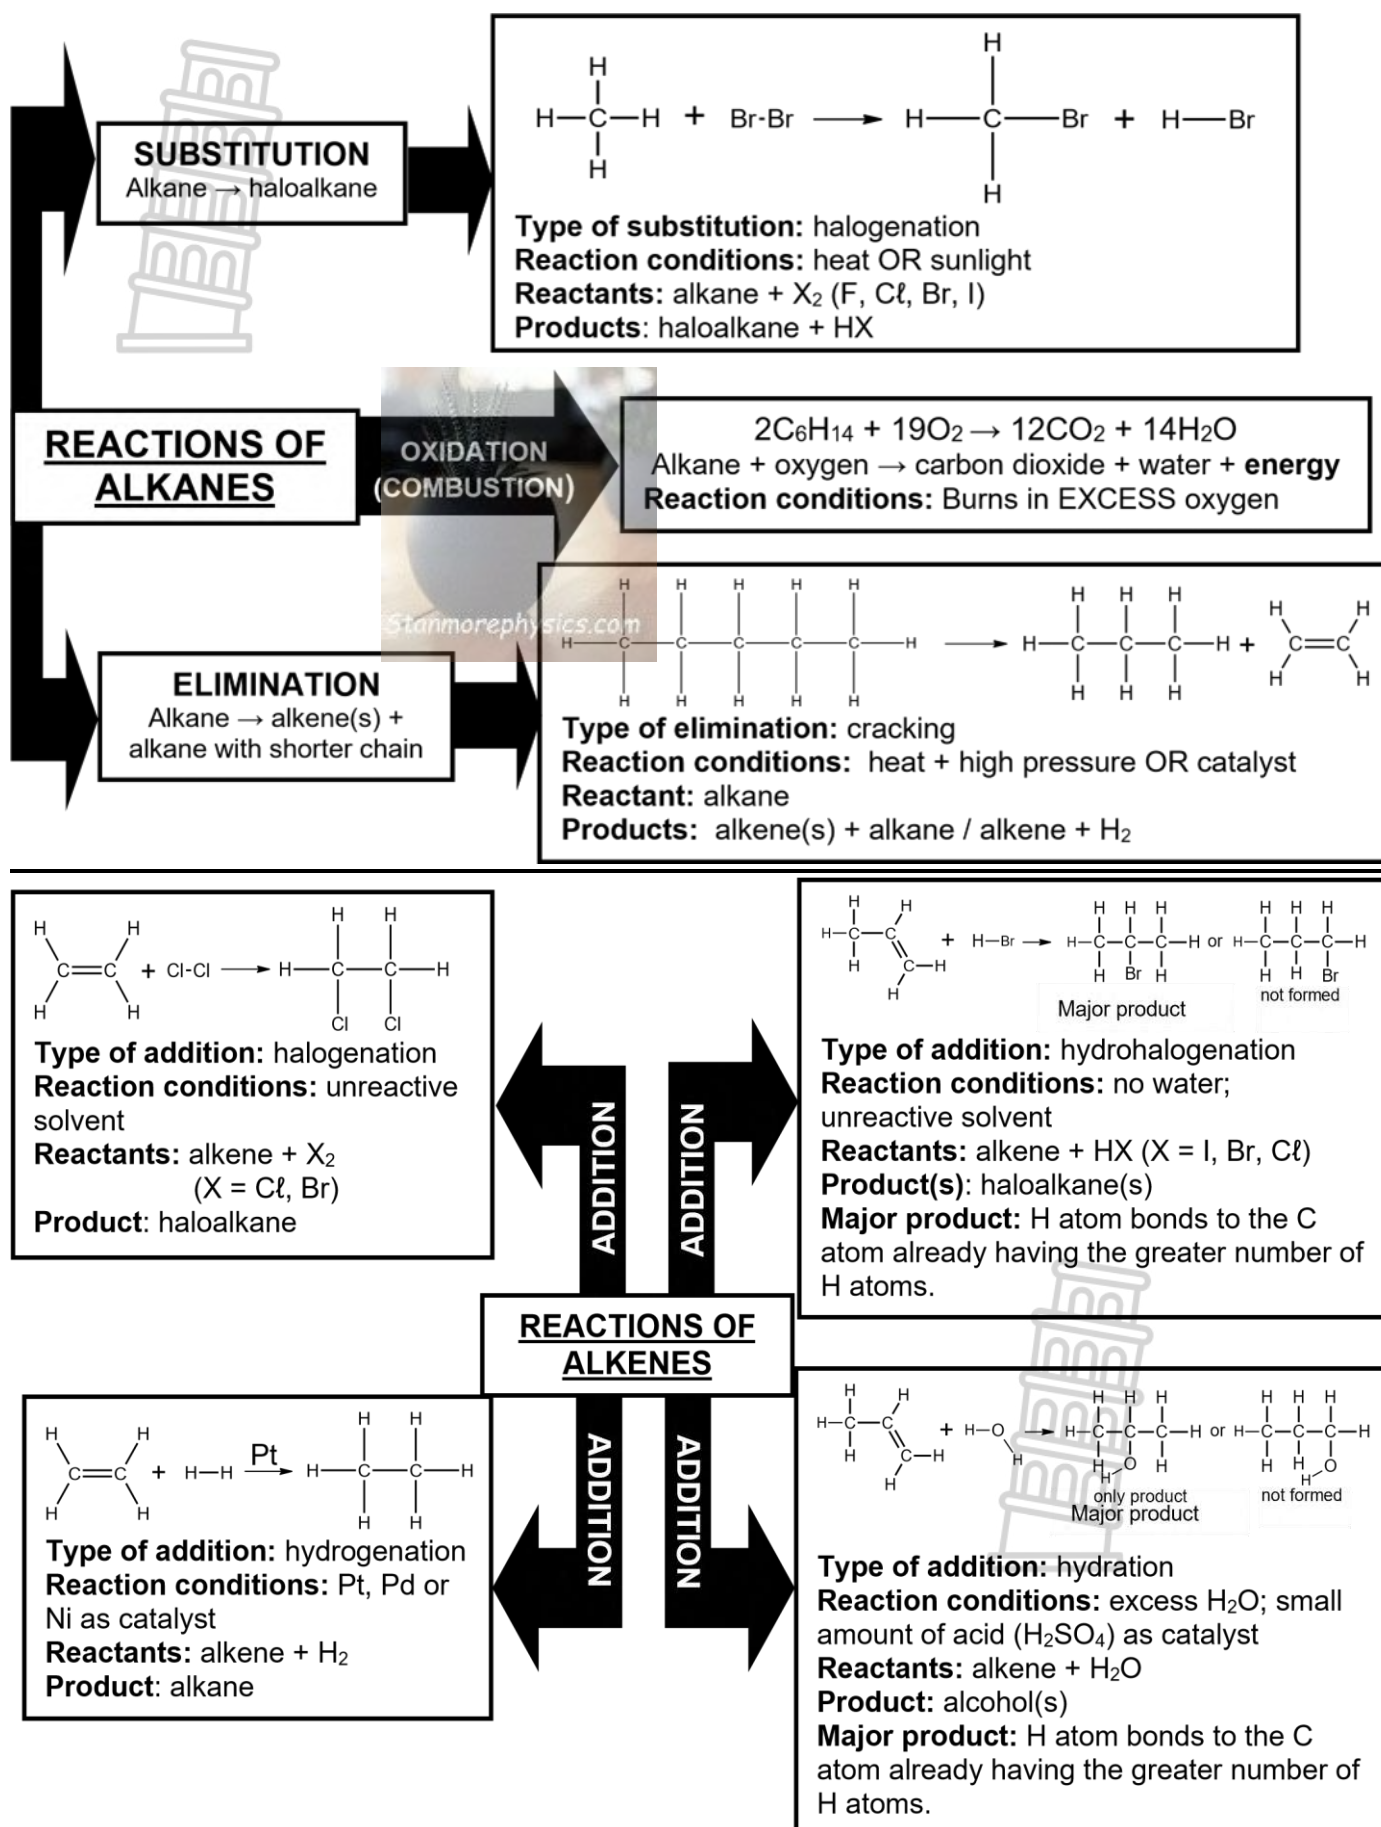 SUBSTITUTION
Alkane → haloalkane
H
H
H–C–H + Br-Br → H–C–Br + H–Br
H
H
Type of substitution: halogenation
Reaction conditions: heat OR sunlight
Reactants: alkane + X₂ (F, Cℓ, Br, I)
Products: haloalkane + HX
REACTIONS OF
ALKANES
OXIDATION
(COMBUSTION)
2C₆H₁₄ + 19O₂ → 12CO₂ + 14H₂O
Alkane + oxygen → carbon dioxide + water + energy
Reaction conditions: Burns in EXCESS oxygen
Stanmorephysics.com
ELIMINATION
Alkane → alkene(s) +
alkane with shorter chain
H H H H H H H H H H
H–C–C–C–C–C–H → H–C–C–C–H + C=C
H H H H H H H H H H
Type of elimination: cracking
Reaction conditions: heat + high pressure OR catalyst
Reactant: alkane
Products: alkene(s) + alkane / alkene + H₂
H H H H
C=C + Cl-Cl → H–C–C–H
H H Cl Cl
Type of addition: halogenation
Reaction conditions: unreactive
solvent
Reactants: alkene + X₂
(X = Cℓ, Br)
Product: haloalkane
H H H H H H H H
H–C–C + H–Br → H–C–C–C–H or H–C–C–C–H
H C–H H Br H H H Br
H
Major product
not formed
Type of addition: hydrohalogenation
Reaction conditions: no water;
unreactive solvent
Reactants: alkene + HX (X = I, Br, Cℓ)
Product(s): haloalkane(s)
Major product: H atom bonds to the C
atom already having the greater number of
H atoms.
ADDITION
ADDITION
REACTIONS OF
ALKENES
ADDITION
ADDITION
H H H H
Pt
C=C + H–H → H–C–C–H
H H H H
Type of addition: hydrogenation
Reaction conditions: Pt, Pd or
Ni as catalyst
Reactants: alkene + H₂
Product: alkane
H H H H H H H H
H–C–C + H–O → H–C–C–C–H or H–C–C–C–H
H C–H H H O H H H O
H H H
only product
Major product
not formed
Type of addition: hydration
Reaction conditions: excess H₂O; small
amount of acid (H₂SO₄) as catalyst
Reactants: alkene + H₂O
Product: alcohol(s)
Major product: H atom bonds to the C
atom already having the greater number of
H atoms.